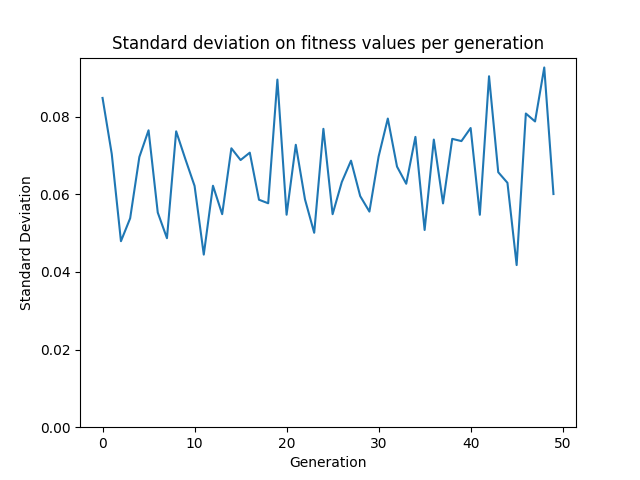 Standard deviation on fitness values per generation
0.08
0.06
0.04
0.02
0.00
Standard Deviation
0 10 20 30 40 50
Generation